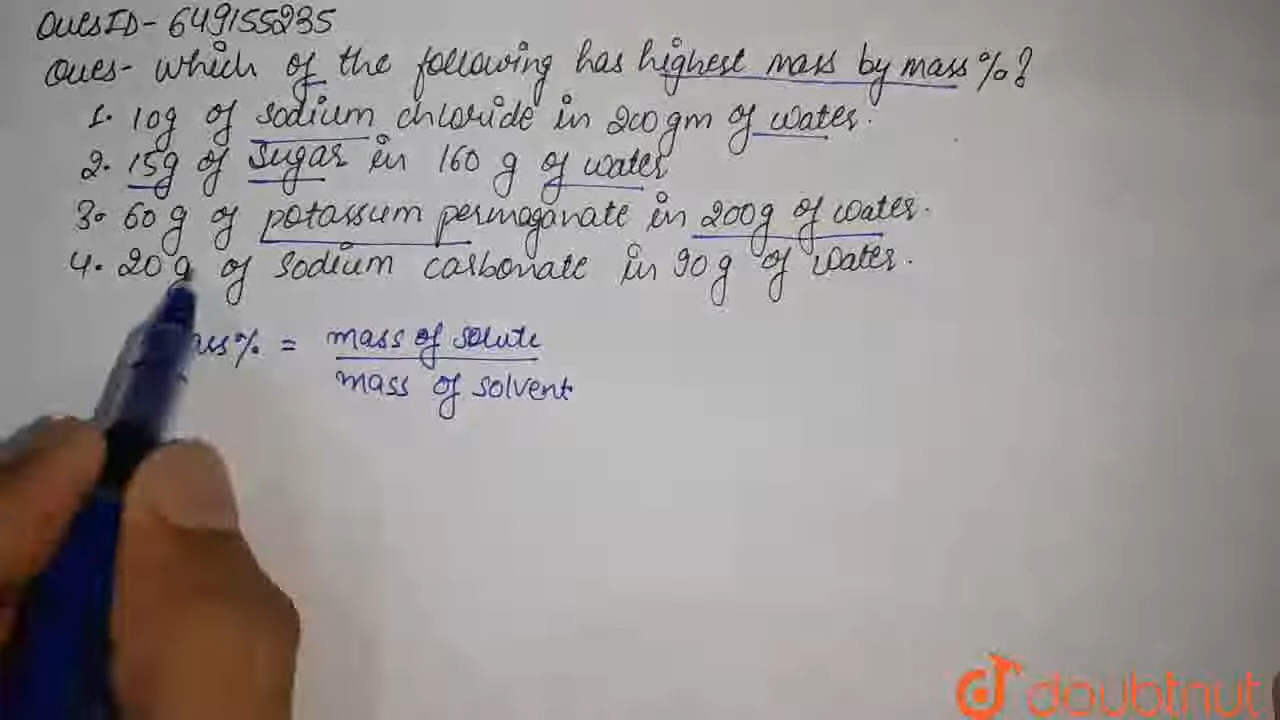 QuesID- 649155235
Ques- which of the following has highest mass by mass %?
1. 10g of sodium chloride in 200gm of water.
2. 15g of sugar in 160 g of water
3. 60 g of potassum permaganate in 200g of water.
4. 20g of sodium carbonate in 90g of water.
% = mass of solute
mass of solvent
doubtnut